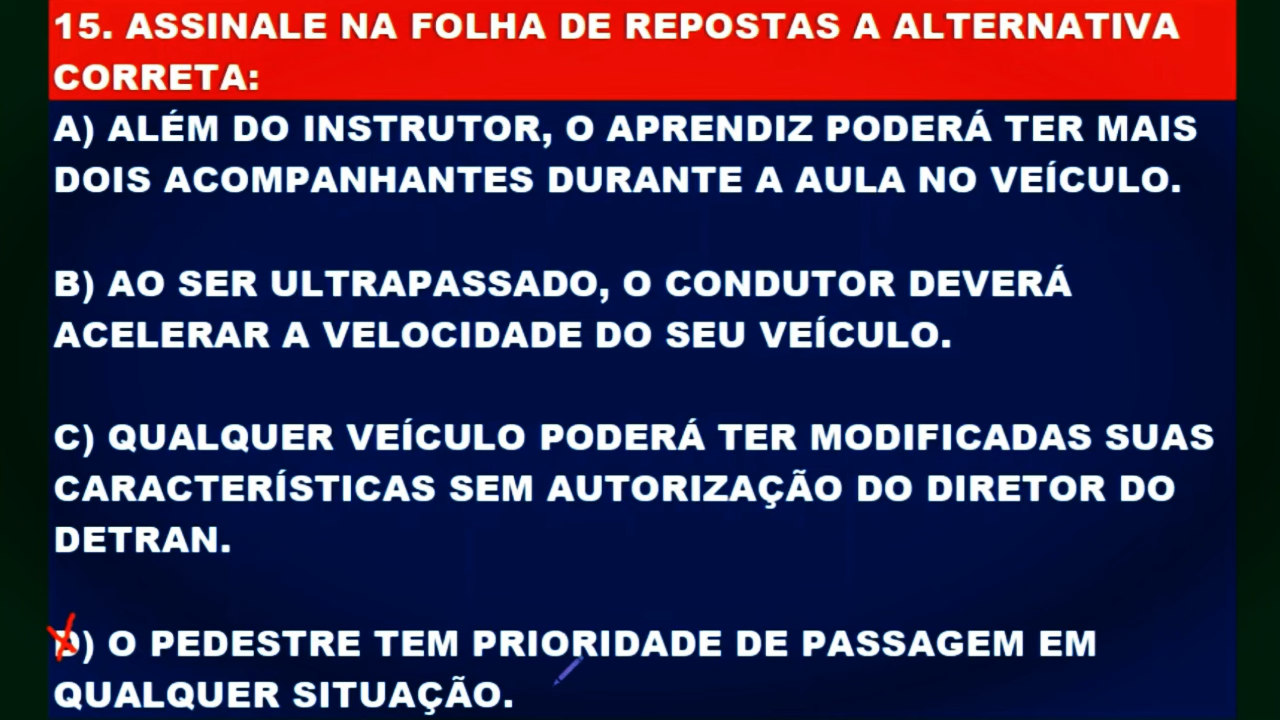 15. ASSINALE NA FOLHA DE REPOSTAS A ALTERNATIVA
CORRETA:
A) ALÉM DO INSTRUTOR, O APRENDIZ PODERÁ TER MAIS
DOIS ACOMPANHANTES DURANTE A AULA NO VEÍCULO.
B) AO SER ULTRAPASSADO, O CONDUTOR DEVERÁ
ACELERAR A VELOCIDADE DO SEU VEÍCULO.
C) QUALQUER VEÍCULO PODERÁ TER MODIFICADAS SUAS
CARACTERÍSTICAS SEM AUTORIZAÇÃO DO DIRETOR DO
DETRAN.
D) O PEDESTRE TEM PRIORIDADE DE PASSAGEM EM
QUALQUER SITUAÇÃO.